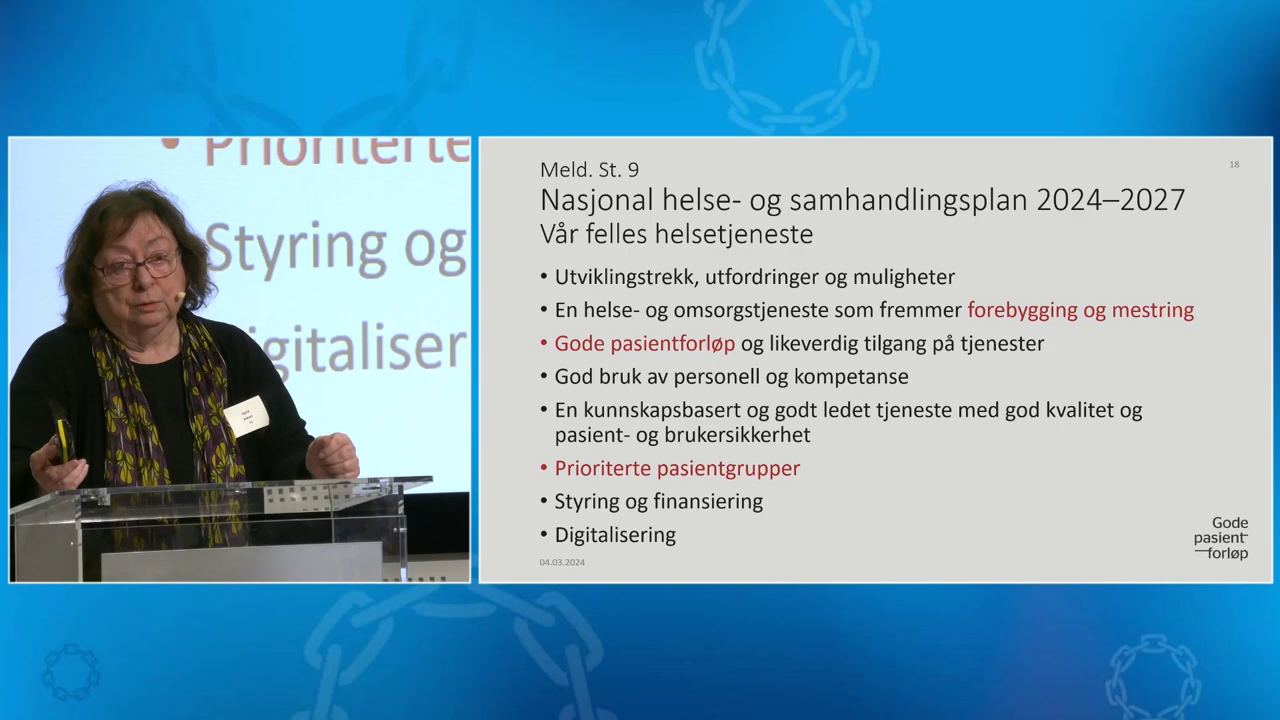 Prioriterte
Styring og
gitaliser
Meld. St. 9
18
Nasjonal helse- og samhandlingsplan 2024–2027
Vår felles helsetjeneste
• Utviklingstrekk, utfordringer og muligheter
• En helse- og omsorgstjeneste som fremmer forebygging og mestring
• Gode pasientforløp og likeverdig tilgang på tjenester
• God bruk av personell og kompetanse
• En kunnskapsbasert og godt ledet tjeneste med god kvalitet og
pasient- og brukersikkerhet
• Prioriterte pasientgrupper
• Styring og finansiering
• Digitalisering
04.03.2024
Gode
pasient
forløp